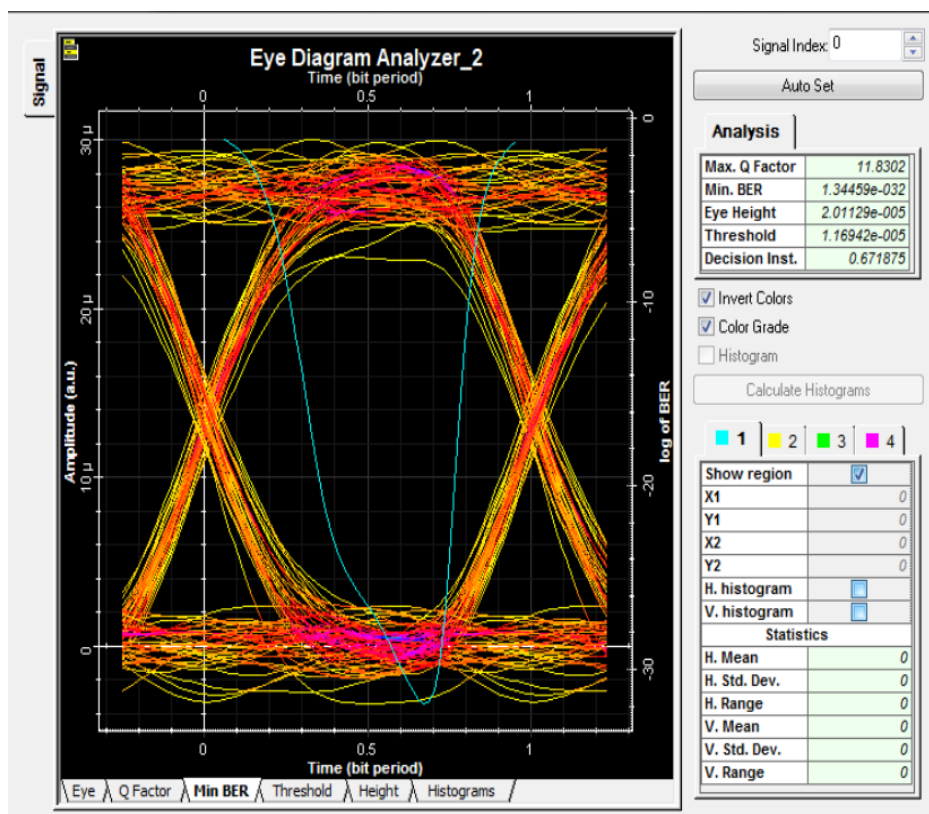 Signal
Eye Diagram Analyzer_2
Time (bit period)
0 0.5 1
30 µ
20 µ
10 µ
0
Amplitude (a.u.)
0
-10
-20
-30
log of BER
0 0.5 1
Time (bit period)
Eye Q Factor Min BER Threshold Height Histograms
Signal Index: 0
Auto Set
Analysis
Max. Q Factor 11.8302
Min. BER 1.34459e-032
Eye Height 2.01129e-005
Threshold 1.16942e-005
Decision Inst. 0.671875
Invert Colors
Color Grade
Histogram
Calculate Histograms
1 2 3 4
Show region
X1 0
Y1 0
X2 0
Y2 0
H. histogram
V. histogram
Statistics
H. Mean 0
H. Std. Dev. 0
H. Range 0
V. Mean 0
V. Std. Dev. 0
V. Range 0